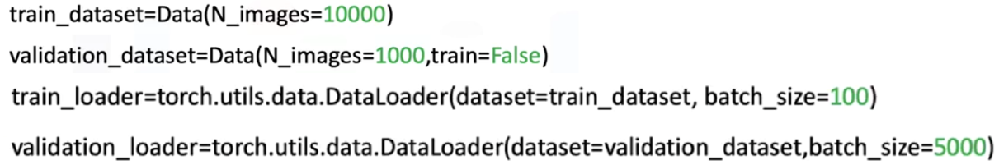 train_dataset=Data(N_images=10000)
validation_dataset=Data(N_images=1000,train=False)
train_loader=torch.utils.data.DataLoader(dataset=train_dataset, batch_size=100)
validation_loader=torch.utils.data.DataLoader(dataset=validation_dataset,batch_size=5000)